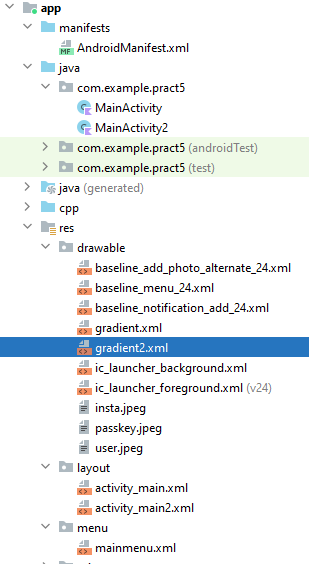 app
manifests
MF AndroidManifest.xml
java
com.example.pract5
MainActivity
MainActivity2
com.example.pract5 (androidTest)
com.example.pract5 (test)
java (generated)
cpp
res
drawable
baseline_add_photo_alternate_24.xml
baseline_menu_24.xml
baseline_notification_add_24.xml
gradient.xml
gradient2.xml
ic_launcher_background.xml
ic_launcher_foreground.xml (v24)
insta.jpeg
passkey.jpeg
user.jpeg
layout
activity_main.xml
activity_main2.xml
menu
mainmenu.xml